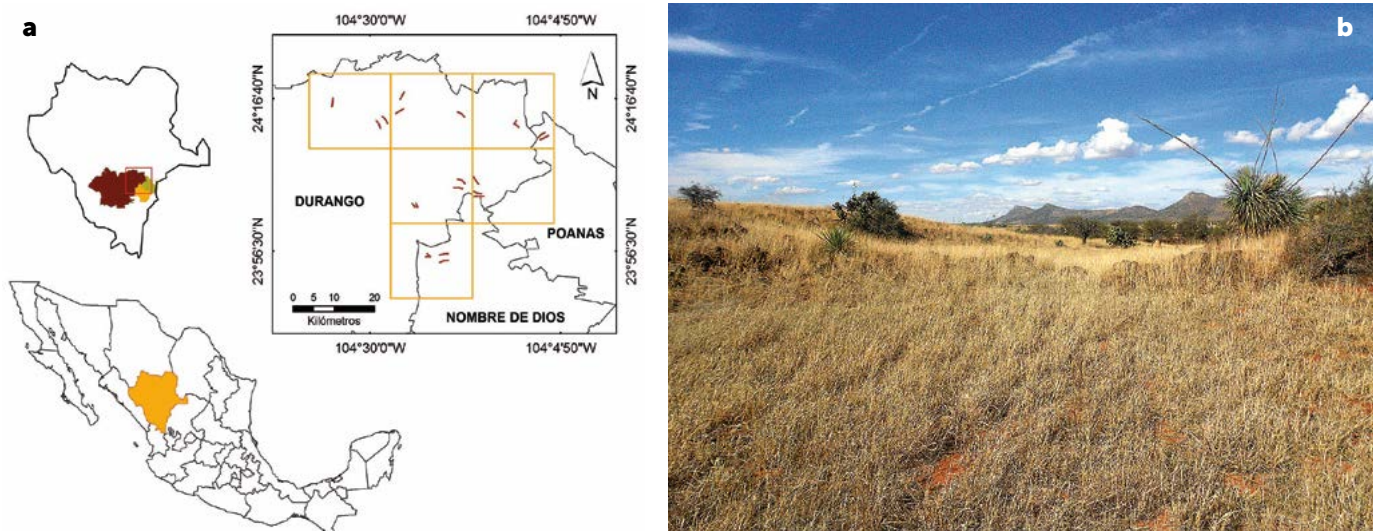 a
104°30'0"W 104°4'50"W
24°16'40"N
23°56'30"N
N
DURANGO
POANAS
NOMBRE DE DIOS
0 5 10 20
Kilómetros
24°16'40"N
23°56'30"N
104°30'0"W 104°4'50"W
b